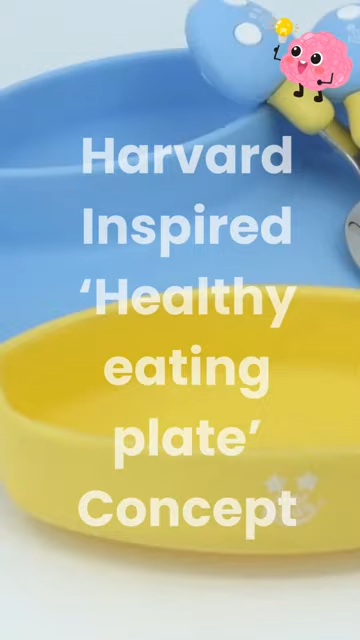 Harvard
Inspired
‘Healthy
eating
plate’
Concept